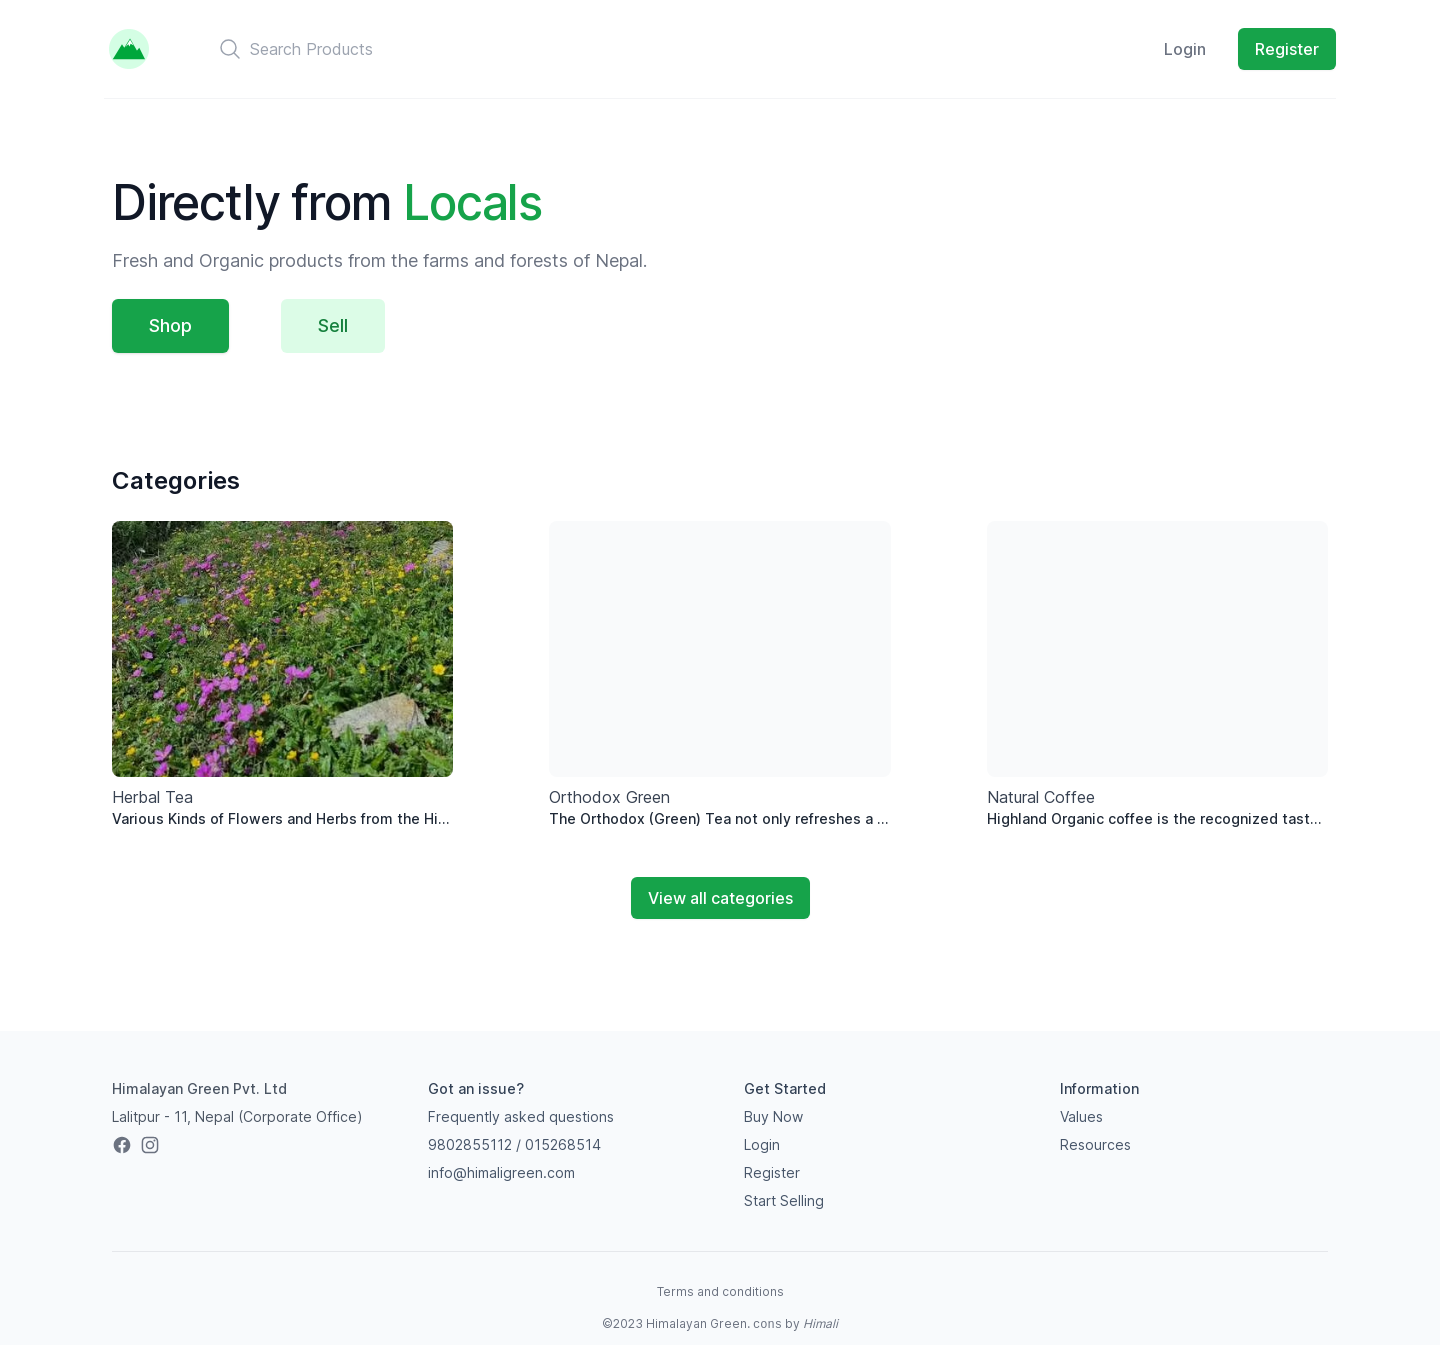 Search Products
Login
Register
Directly from Locals
Fresh and Organic products from the farms and forests of Nepal.
Shop
Sell
Categories
Herbal Tea
Various Kinds of Flowers and Herbs from the Hi...
Orthodox Green
The Orthodox (Green) Tea not only refreshes a ...
Natural Coffee
Highland Organic coffee is the recognized tast...
View all categories
Himalayan Green Pvt. Ltd
Lalitpur - 11, Nepal (Corporate Office)
Got an issue?
Frequently asked questions
9802855112 / 015268514
info@himaligreen.com
Get Started
Buy Now
Login
Register
Start Selling
Information
Values
Resources
Terms and conditions
©2023 Himalayan Green. cons by Himali